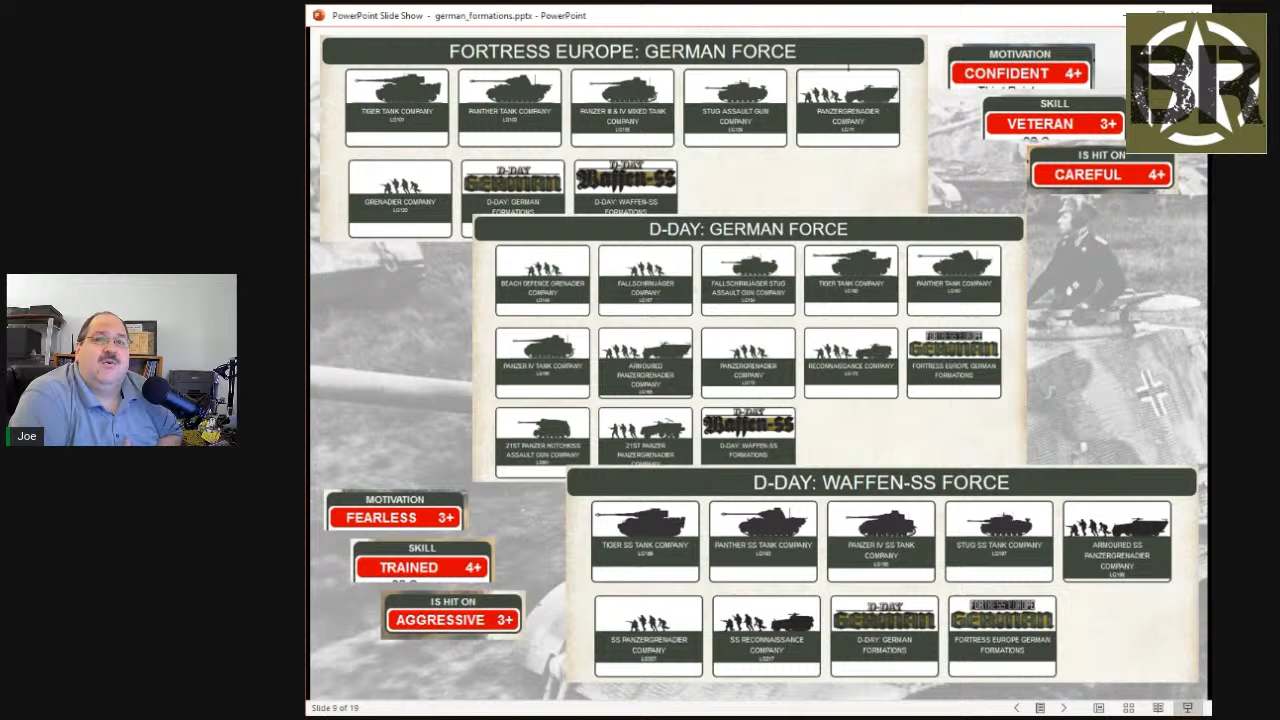 PowerPoint Slide Show - german_formations.pptx - PowerPoint
BR
FORTRESS EUROPE: GERMAN FORCE
TIGER TANK COMPANY
PANTHER TANK COMPANY
PANZER III & IV MIXED TANK
COMPANY
STUG ASSAULT GUN
COMPANY
PANZERGRENADIER
COMPANY
GRENADIER COMPANY
D-DAY
GERMAN
D-DAY: GERMAN
FORMATIONS
D-DAY
Waffen-SS
D-DAY: WAFFEN-SS
FORMATIONS
MOTIVATION
CONFIDENT 4+
SKILL
VETERAN 3+
IS HIT ON
CAREFUL 4+
D-DAY: GERMAN FORCE
BEACH DEFENCE GRENADIER
COMPANY
FALLSCHIRMJÄGER
COMPANY
FALLSCHIRMJÄGER STUG
ASSAULT GUN COMPANY
TIGER TANK COMPANY
PANTHER TANK COMPANY
PANZER IV TANK COMPANY
ARMOURED
PANZERGRENADIER
COMPANY
PANZERGRENADIER
COMPANY
RECONNAISSANCE COMPANY
FORTRESS EUROPE
GERMAN
FORTRESS EUROPE GERMAN
FORMATIONS
21ST PANZER HOTCHKISS
ASSAULT GUN COMPANY
21ST PANZER
PANZERGRENADIER
COMPANY
D-DAY
Waffen-SS
D-DAY: WAFFEN-SS
FORMATIONS
Joe
MOTIVATION
FEARLESS 3+
SKILL
TRAINED 4+
IS HIT ON
AGGRESSIVE 3+
D-DAY: WAFFEN-SS FORCE
TIGER SS TANK COMPANY
PANTHER SS TANK COMPANY
PANZER IV SS TANK
COMPANY
STUG SS TANK COMPANY
ARMOURED SS
PANZERGRENADIER
COMPANY
SS PANZERGRENADIER
COMPANY
SS RECONNAISSANCE
COMPANY
D-DAY
GERMAN
D-DAY: GERMAN
FORMATIONS
FORTRESS EUROPE
GERMAN
FORTRESS EUROPE GERMAN
FORMATIONS
Slide 9 of 19